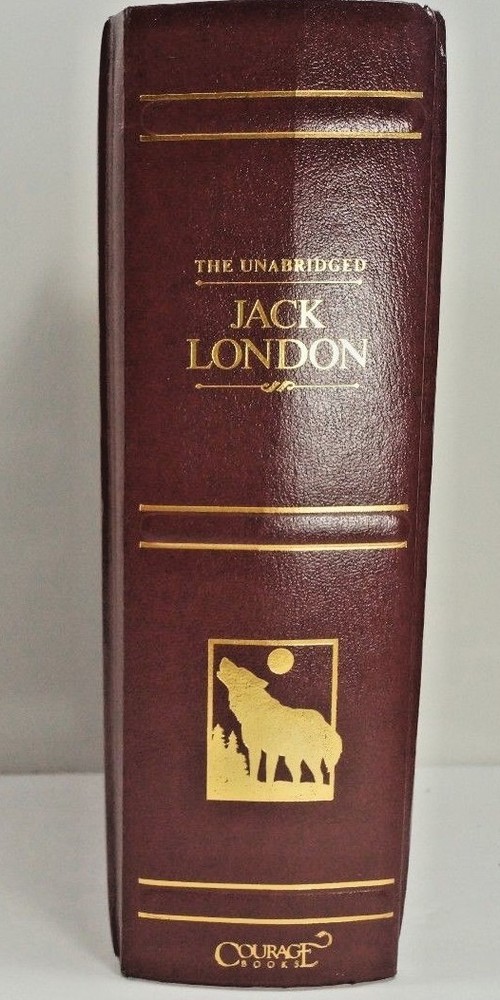 THE UNABRIDGED
JACK
LONDON
COURAGE
BOOKS